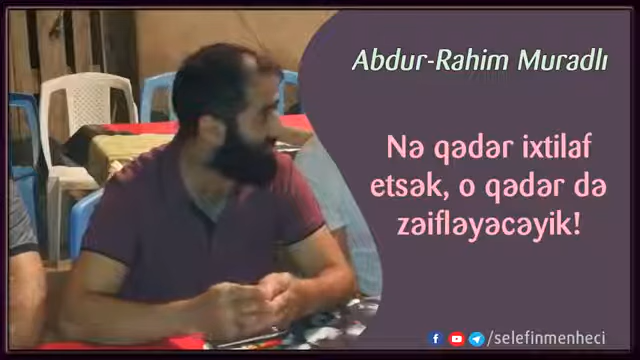 Abdur-Rahim Muradlı
Nə qədər ixtilaf
etsək, o qədər də
zəifləyəcəyik!
/selefinmenheci